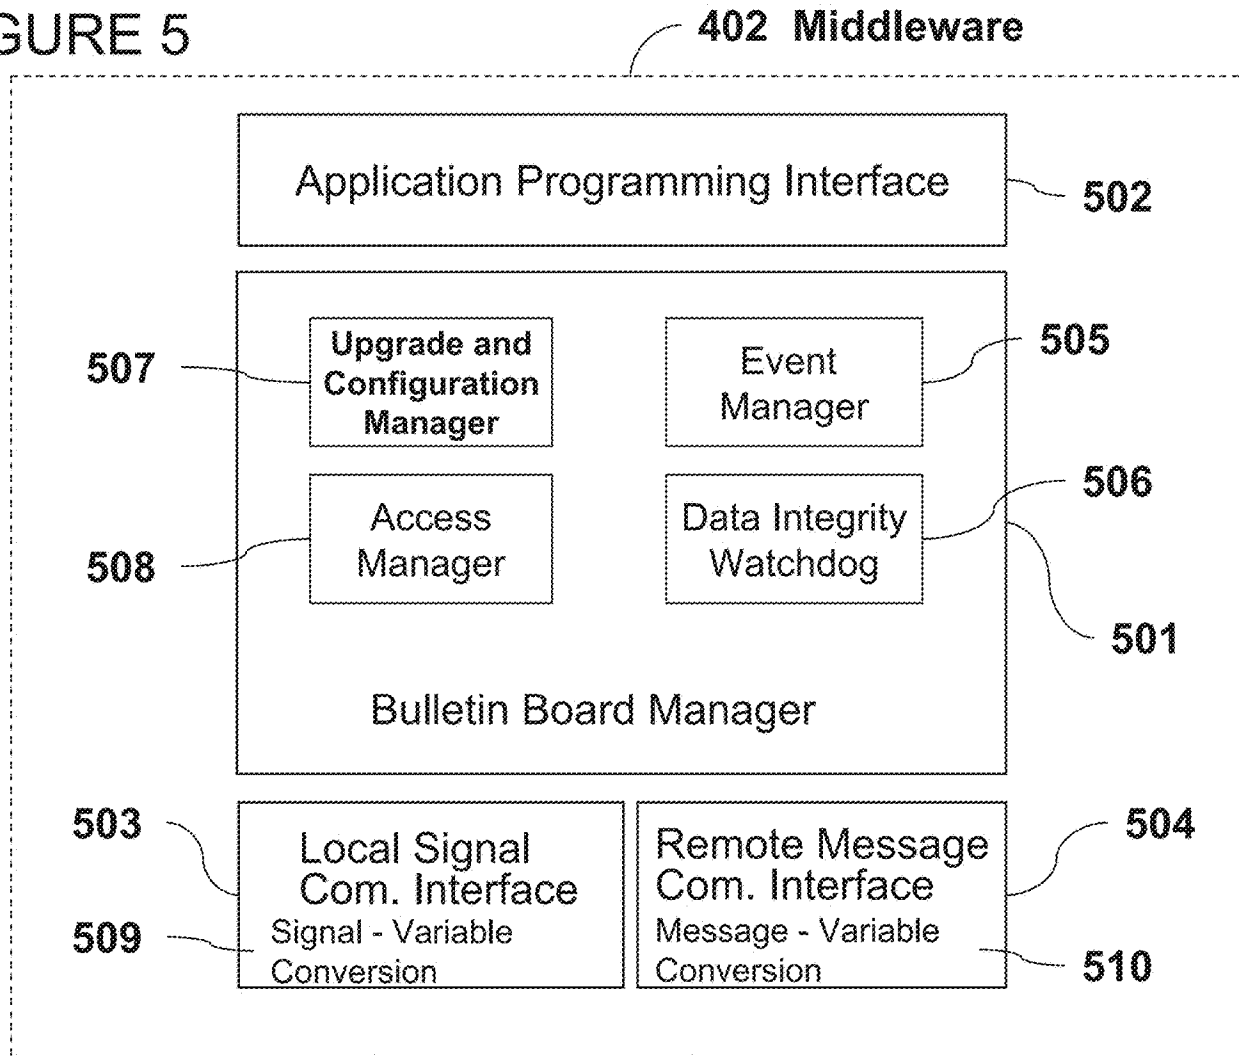 GURE 5
402 Middleware
Application Programming Interface
502
507
Upgrade and
Configuration
Manager
Event
Manager
505
508
Access
Manager
Data Integrity
Watchdog
506
501
Bulletin Board Manager
503
Local Signal
Com. Interface
509
Signal - Variable
Conversion
Remote Message
Com. Interface
504
Message - Variable
Conversion
510